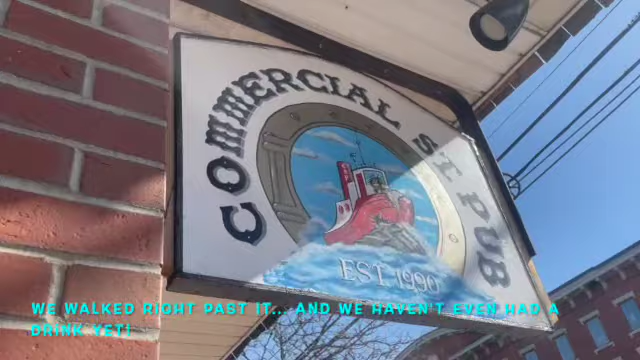 COMMERCIAL ST. PUB
EST. 1990
WE WALKED RIGHT PAST IT... AND WE HAVEN'T EVEN HAD A
DRINK YET!